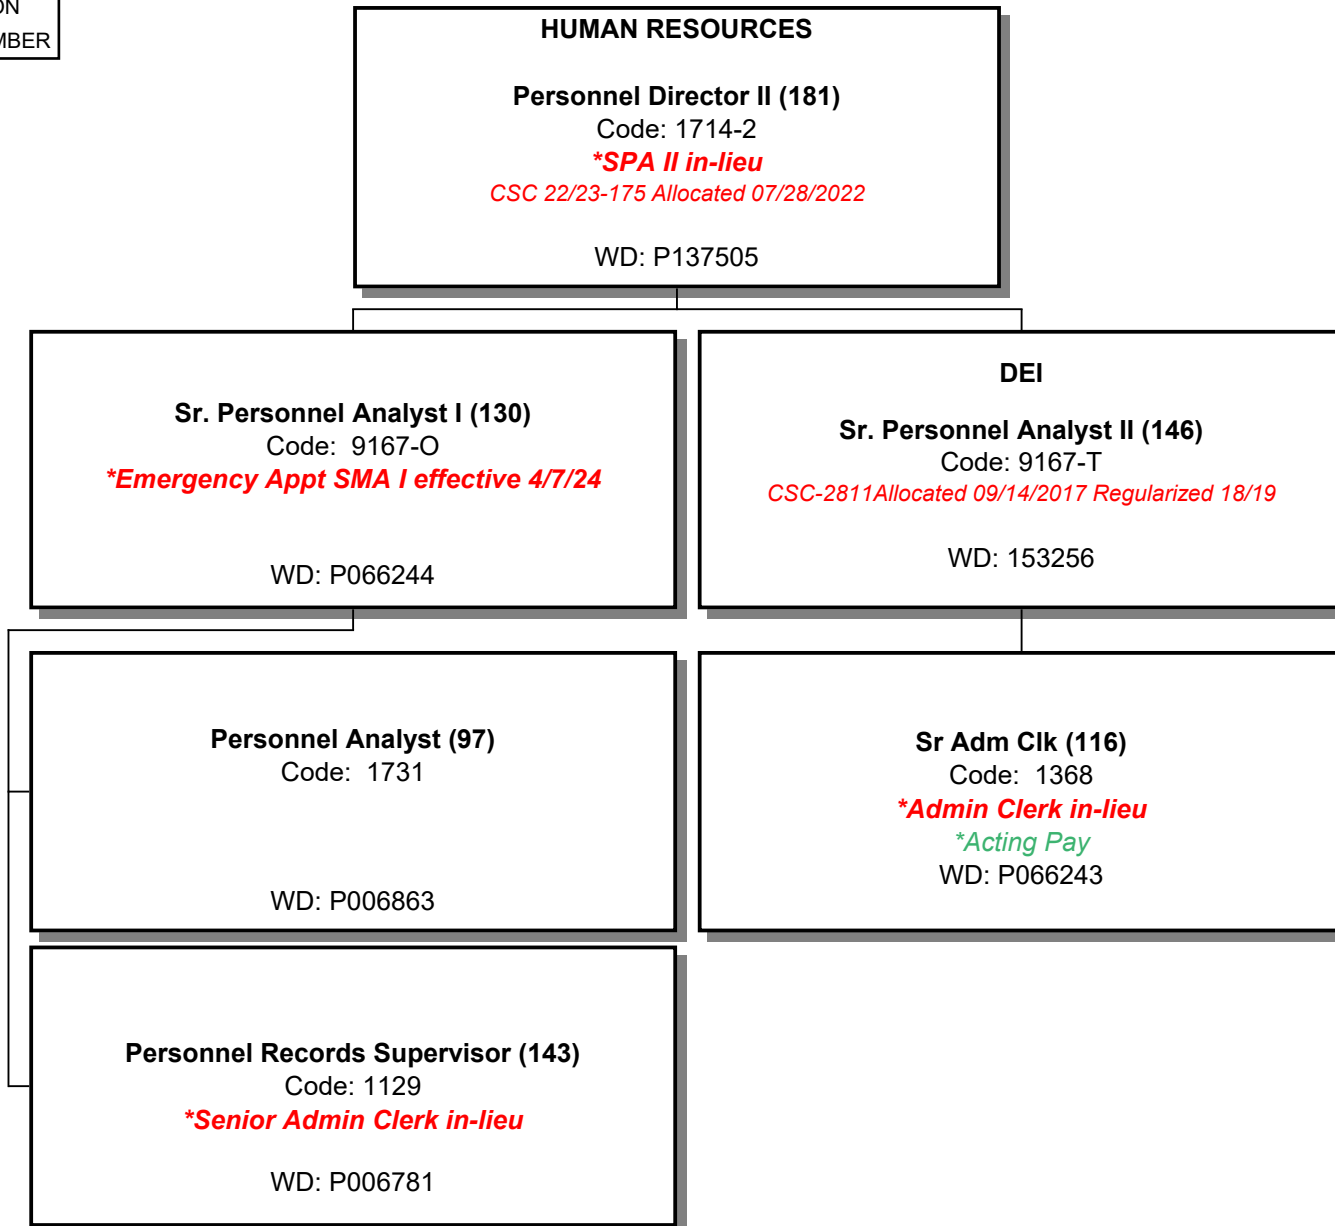 ON
MBER
HUMAN RESOURCES
Personnel Director II (181)
Code: 1714-2
*SPA II in-lieu
CSC 22/23-175 Allocated 07/28/2022
WD: P137505
Sr. Personnel Analyst I (130)
Code: 9167-O
*Emergency Appt SMA I effective 4/7/24
WD: P066244
DEI
Sr. Personnel Analyst II (146)
Code: 9167-T
CSC-2811Allocated 09/14/2017 Regularized 18/19
WD: 153256
Personnel Analyst (97)
Code: 1731
WD: P006863
Sr Adm Clk (116)
Code: 1368
*Admin Clerk in-lieu
*Acting Pay
WD: P066243
Personnel Records Supervisor (143)
Code: 1129
*Senior Admin Clerk in-lieu
WD: P006781